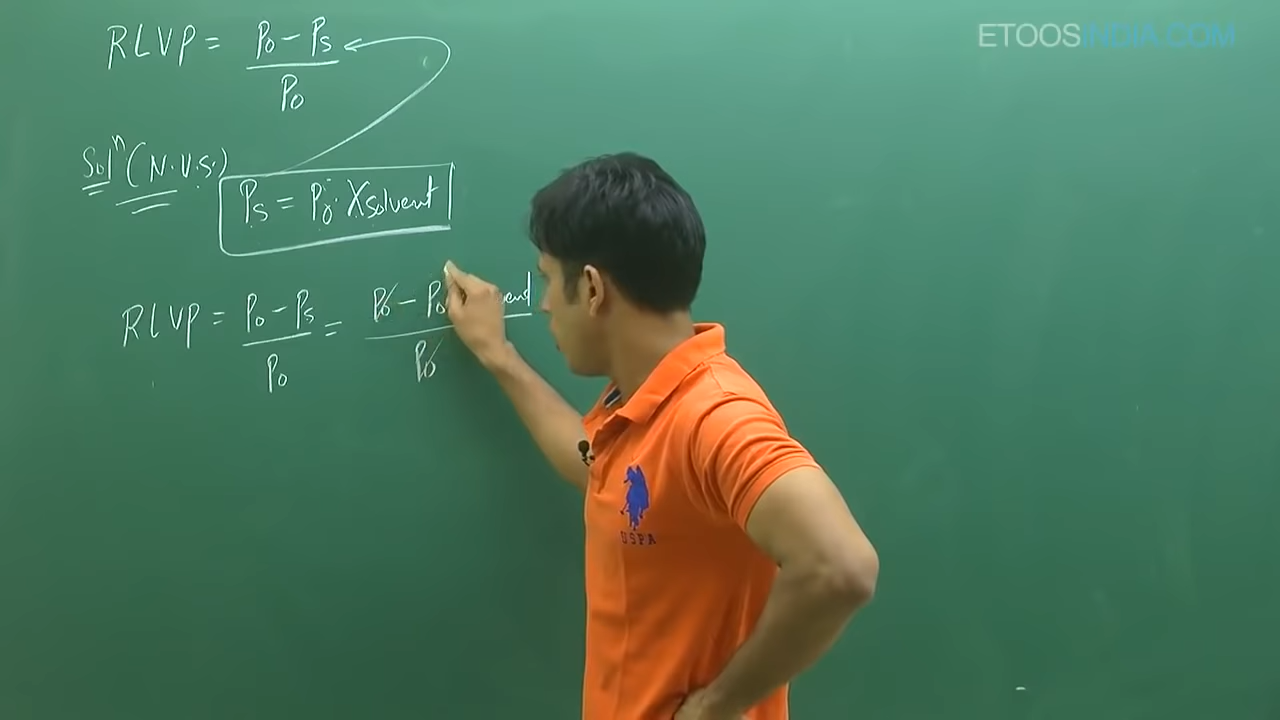 ETOOSINDIA.COM
RLVP = P₀ - Pₛ / P₀
Solⁿ (N.V.S.)
Pₛ = P₀ · Xsolvent
RLVP = P₀ - Pₛ / P₀ = P₀ - P₀ / P₀
USPA